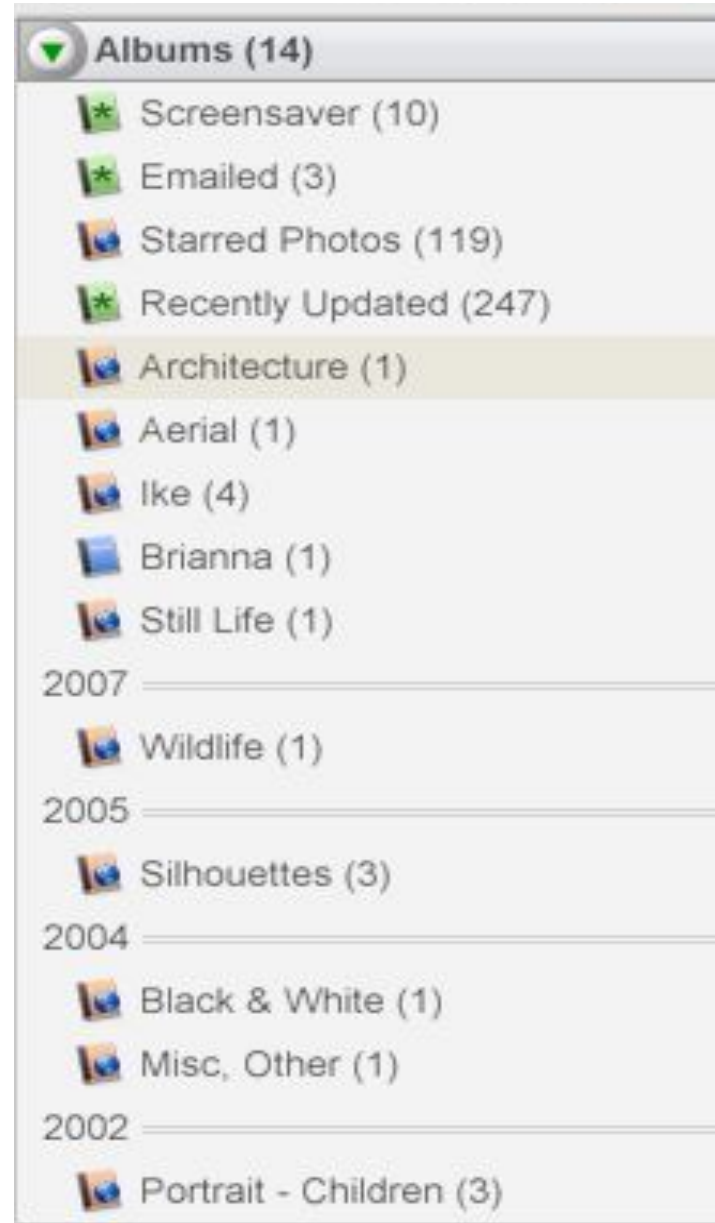 Albums (14)
Screensaver (10)
Emailed (3)
Starred Photos (119)
Recently Updated (247)
Architecture (1)
Aerial (1)
Ike (4)
Brianna (1)
Still Life (1)
2007
Wildlife (1)
2005
Silhouettes (3)
2004
Black & White (1)
Misc, Other (1)
2002
Portrait - Children (3)